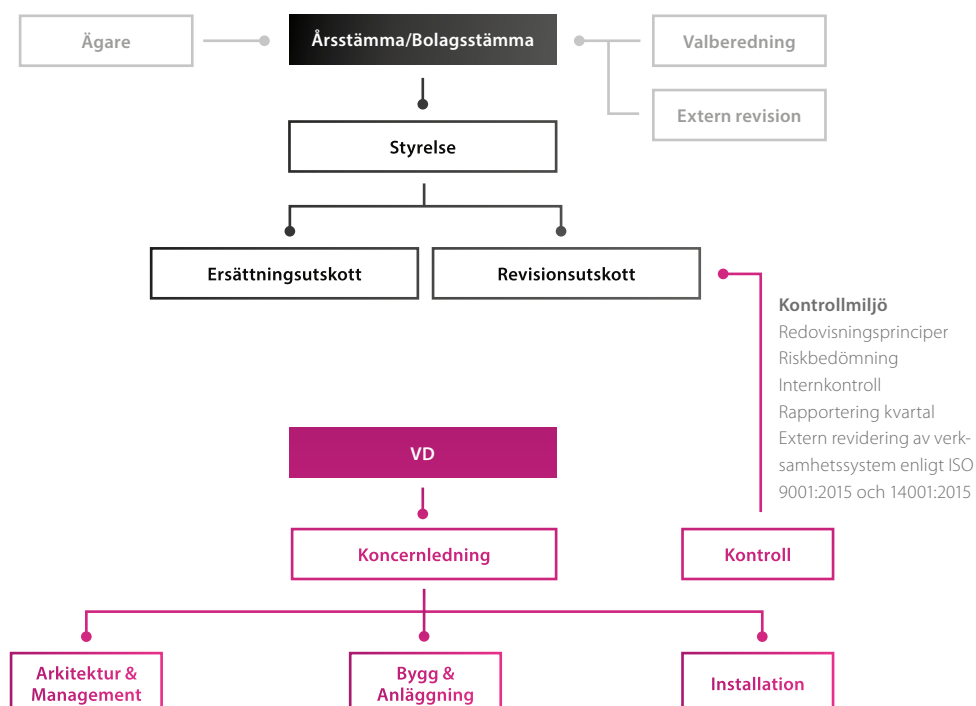 Ägare
Årsstämma/Bolagsstämma
Valberedning
Extern revision
Styrelse
Ersättningsutskott
Revisionsutskott
Kontrollmiljö
Redovisningsprinciper
Riskbedömning
Internkontroll
Rapportering kvartal
Extern revidering av verk-
samhetssystem enligt ISO
9001:2015 och 14001:2015
VD
Koncernledning
Kontroll
Arkitektur &
Management
Bygg &
Anläggning
Installation